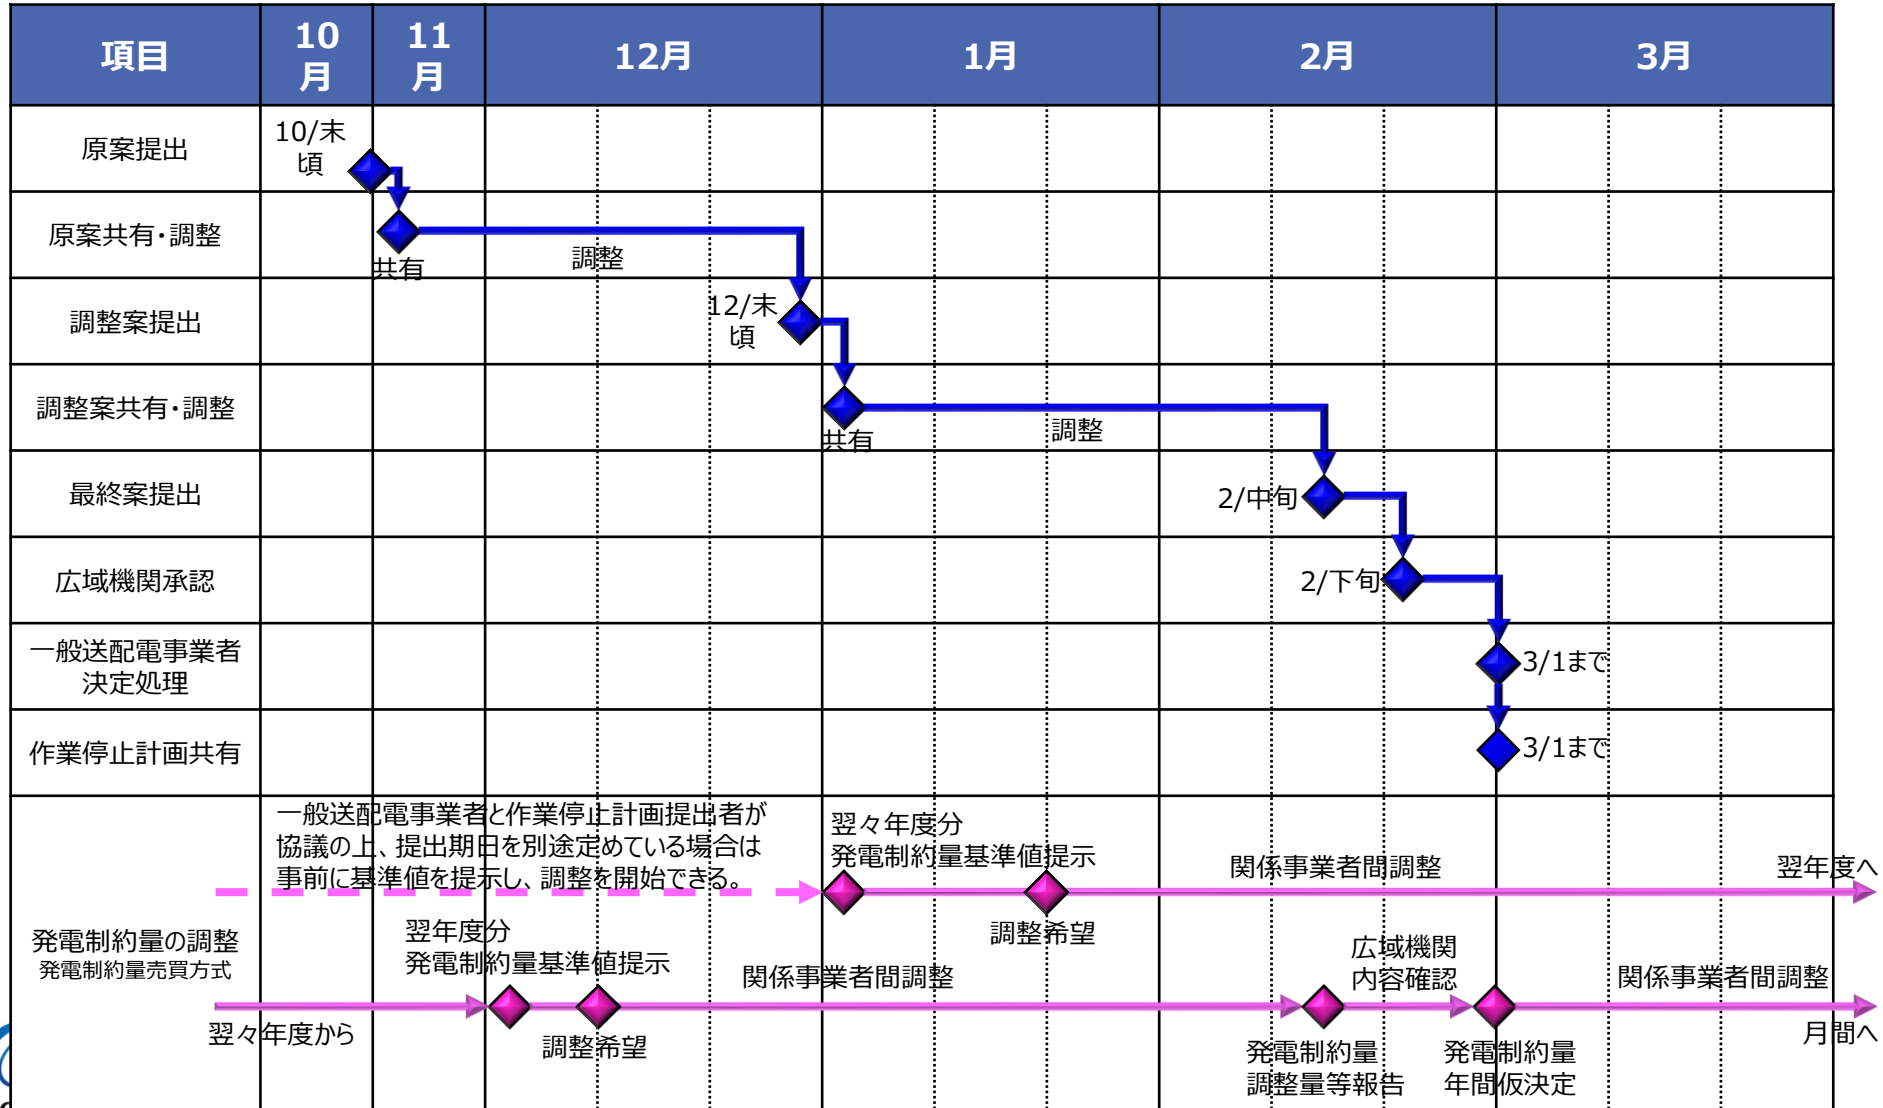 項目
10
月
11
月
12月
1月
2月
3月
原案提出
10/末
頃
原案共有・調整
共有
調整
調整案提出
12/末
頃
調整案共有・調整
共有
調整
最終案提出
2/中旬
広域機関承認
2/下旬
一般送配電事業者
決定処理
3/1まで
作業停止計画共有
3/1まで
発電制約量の調整
発電制約量売買方式
一般送配電事業者と作業停止計画提出者が
協議の上、提出期日を別途定めている場合は
事前に基準値を提示し、調整を開始できる。
翌々年度分
発電制約量基準値提示
調整希望
関係事業者間調整
翌年度へ
翌年度分
発電制約量基準値提示
翌々年度から
調整希望
関係事業者間調整
広域機関
内容確認
発電制約量
調整量等報告
発電制約量
年間仮決定
関係事業者間調整
月間へ